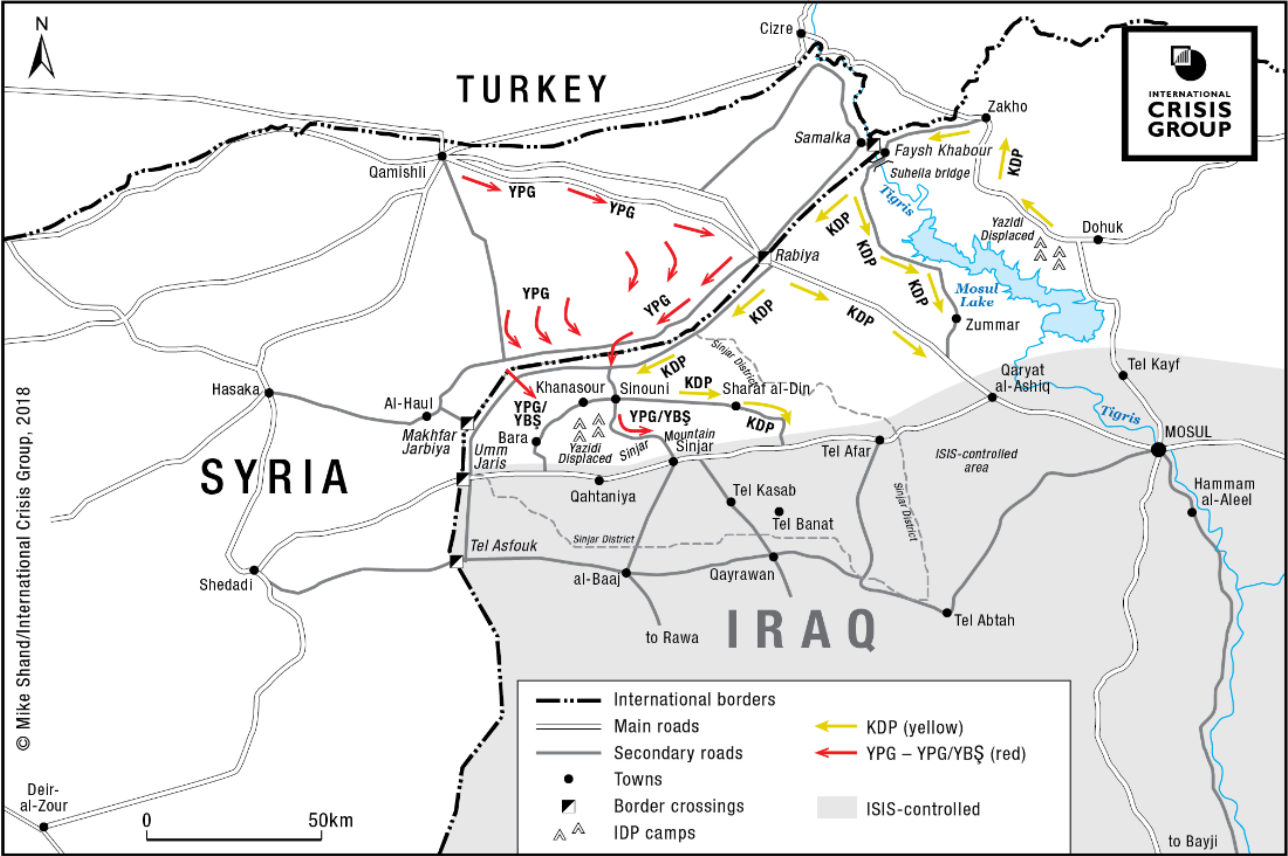 N
Cizre
TURKEY
INTERNATIONAL
CRISIS
GROUP
Zakho
Samalka
Faysh Khabour
Suheila bridge
KDP
Qamishli
YPG
YPG
Tigris
KDP
Yazidi
Displaced
Dohuk
KDP
Rabiya
KDP
Mosul
Lake
YPG
YPG
KDP
KDP
Zummar
Sinjar District
Tel Kayf
KDP
Qaryat
al-Ashiq
Hasaka
Khanasour
Sinouni
KDP
Sharaf al-Din
Al-Haul
YPG/
YBŞ
YPG/YBŞ
KDP
Tigris
Makhfar
Jarbiya
Bara
Yazidi
Displaced
Sinjar
Mountain
Sinjar
MOSUL
Umm
Jaris
Tel Afar
ISIS-controlled
area
SYRIA
Qahtaniya
Tel Kasab
Sinjar District
Hammam
al-Aleel
Tel Banat
Sinjar District
Tel Asfouk
Shedadi
al-Baaj
Qayrawan
Tel Abtah
to Rawa
IRAQ
International borders
Main roads
KDP (yellow)
Secondary roads
YPG – YPG/YBŞ (red)
Towns
Border crossings
ISIS-controlled
IDP camps
Deir-
al-Zour
0
50km
to Bayji
© Mike Shand/International Crisis Group, 2018